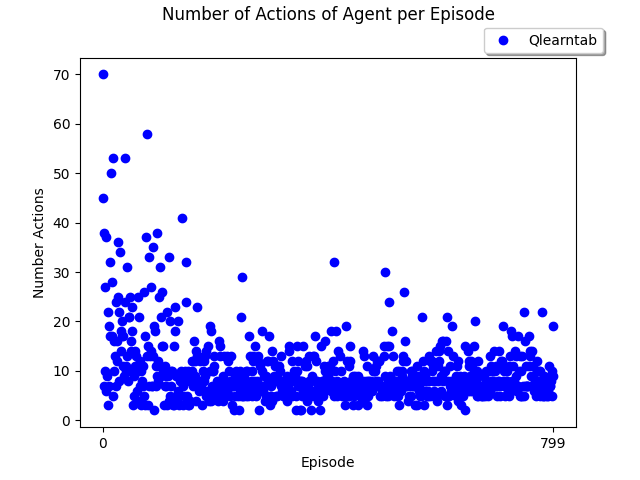 Number of Actions of Agent per Episode
Qlearntab
70
60
50
40
30
20
10
0
Number Actions
0 799
Episode